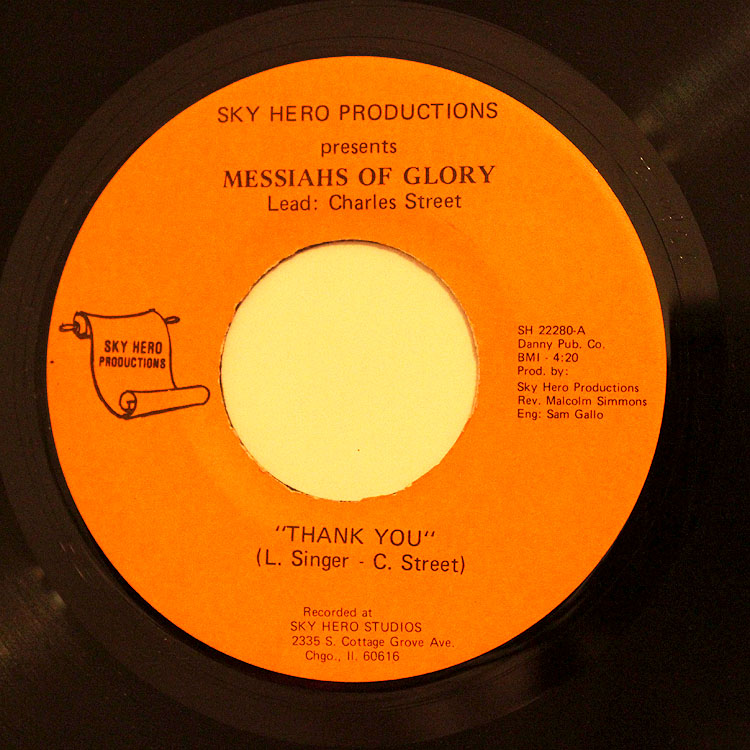 SKY HERO PRODUCTIONS
presents
MESSIAHS OF GLORY
Lead: Charles Street
SKY HERO
PRODUCTIONS
SH 22280-A
Danny Pub. Co.
BMI - 4:20
Prod. by:
Sky Hero Productions
Rev. Malcolm Simmons
Eng: Sam Gallo
"THANK YOU"
(L. Singer - C. Street)
Recorded at
SKY HERO STUDIOS
2335 S. Cottage Grove Ave.
Chgo., Il. 60616